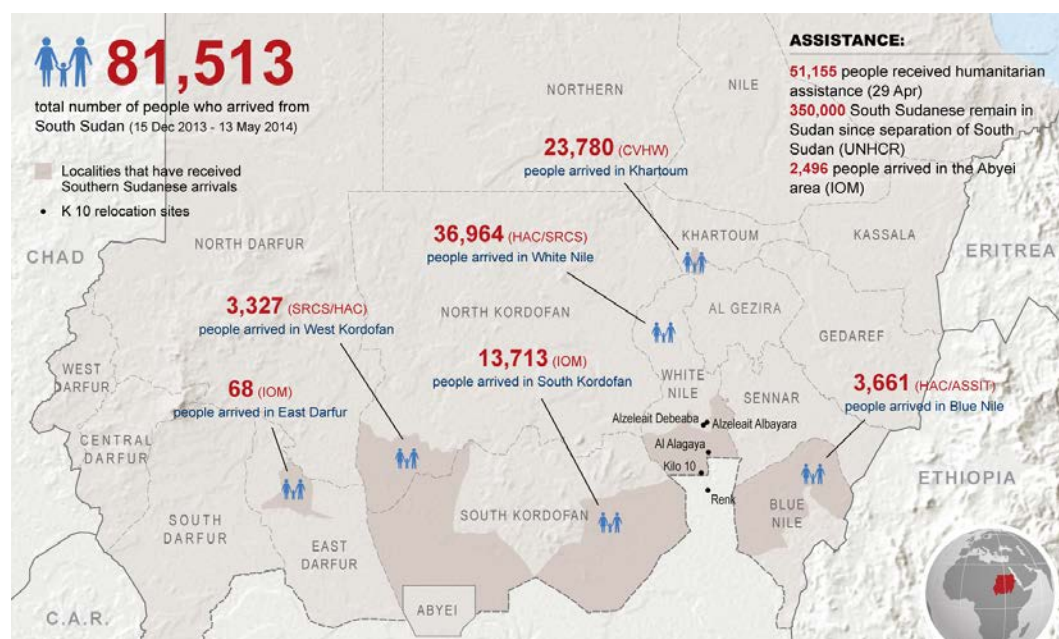 81,513
total number of people who arrived from
South Sudan (15 Dec 2013 - 13 May 2014)
Localities that have received
Southern Sudanese arrivals
K 10 relocation sites
ASSISTANCE:
51,155 people received humanitarian
assistance (29 Apr)
350,000 South Sudanese remain in
Sudan since separation of South
Sudan (UNHCR)
2,496 people arrived in the Abyei
area (IOM)
NORTHERN
NILE
23,780 (CVHW)
people arrived in Khartoum
36,964 (HAC/SRCS)
people arrived in White Nile
KHARTOUM
KASSALA
ERITREA
CHAD
NORTH DARFUR
3,327 (SRCS/HAC)
people arrived in West Kordofan
NORTH KORDOFAN
AL GEZIRA
GEDAREF
13,713 (IOM)
people arrived in South Kordofan
WEST
DARFUR
68 (IOM)
people arrived in East Darfur
WHITE
NILE
SENNAR
3,661 (HAC/ASSIT)
people arrived in Blue Nile
Alzeleait Debeaba
Alzeleait Albayara
CENTRAL
DARFUR
Al Alagaya
Kilo 10
Renk
ETHIOPIA
SOUTH
DARFUR
EAST
DARFUR
SOUTH KORDOFAN
BLUE
NILE
ABYEI
C.A.R.